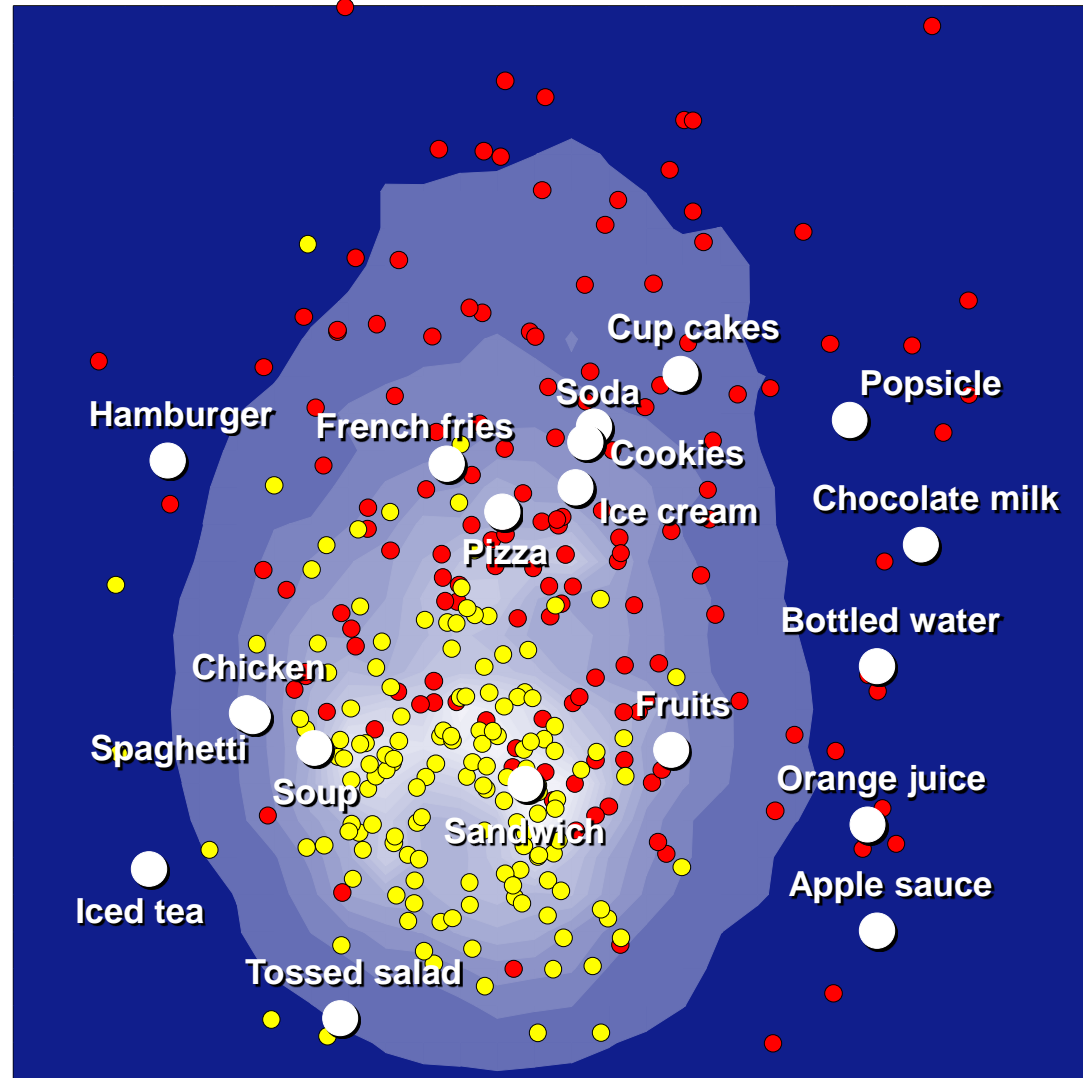 Cup cakes
Popsicle
Soda
Hamburger
French fries
Cookies
Chocolate milk
Ice cream
Pizza
Bottled water
Chicken
Fruits
Spaghetti
Orange juice
Soup
Sandwich
Apple sauce
Iced tea
Tossed salad